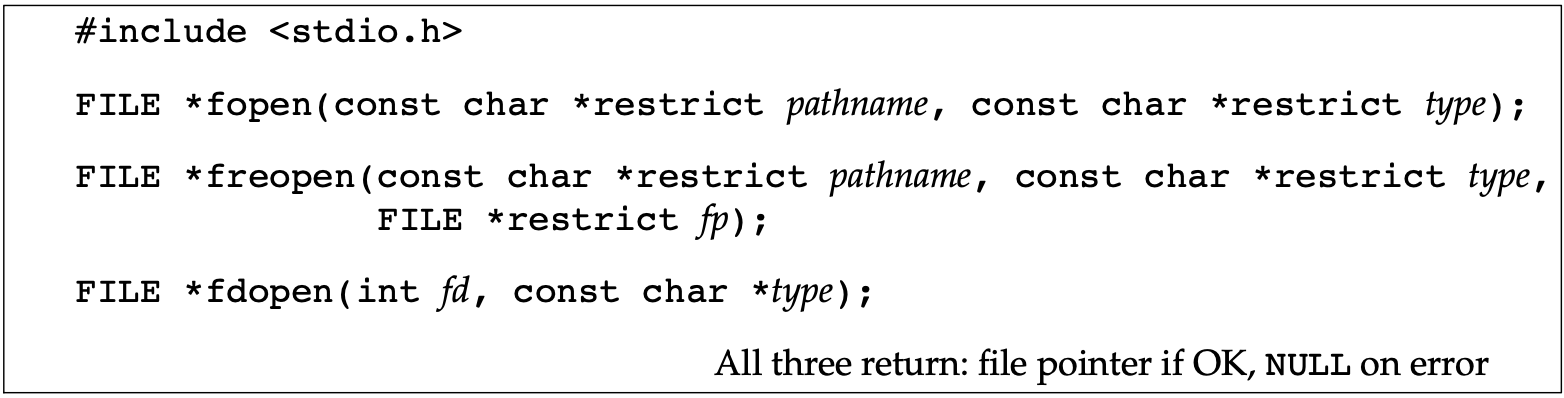 #include <stdio.h>
FILE *fopen(const char *restrict pathname, const char *restrict type);
FILE *freopen(const char *restrict pathname, const char *restrict type,
FILE *restrict fp);
FILE *fdopen(int fd, const char *type);
All three return: file pointer if OK, NULL on error